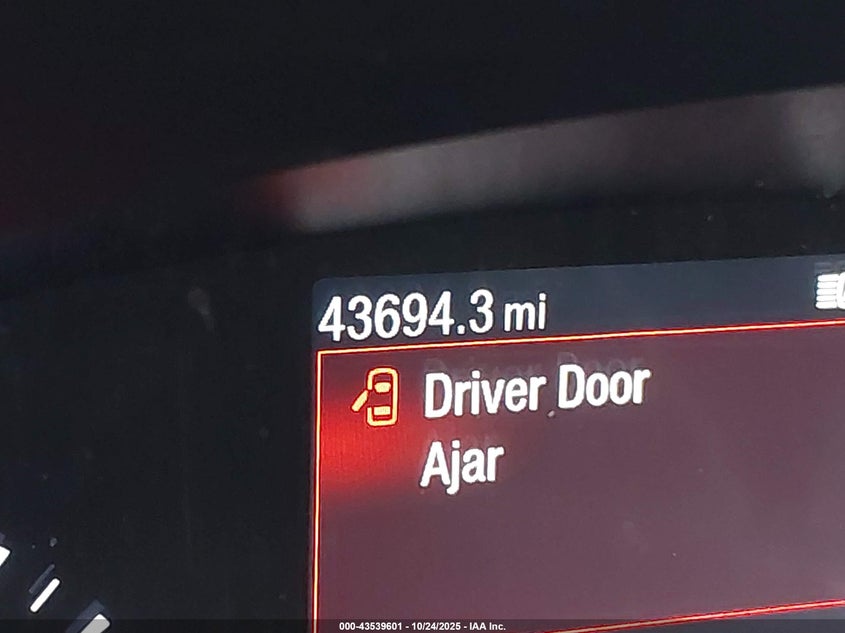 43694.3 mi
Driver Door
Ajar
000-43539601 - 10/24/2025 - IAA Inc.